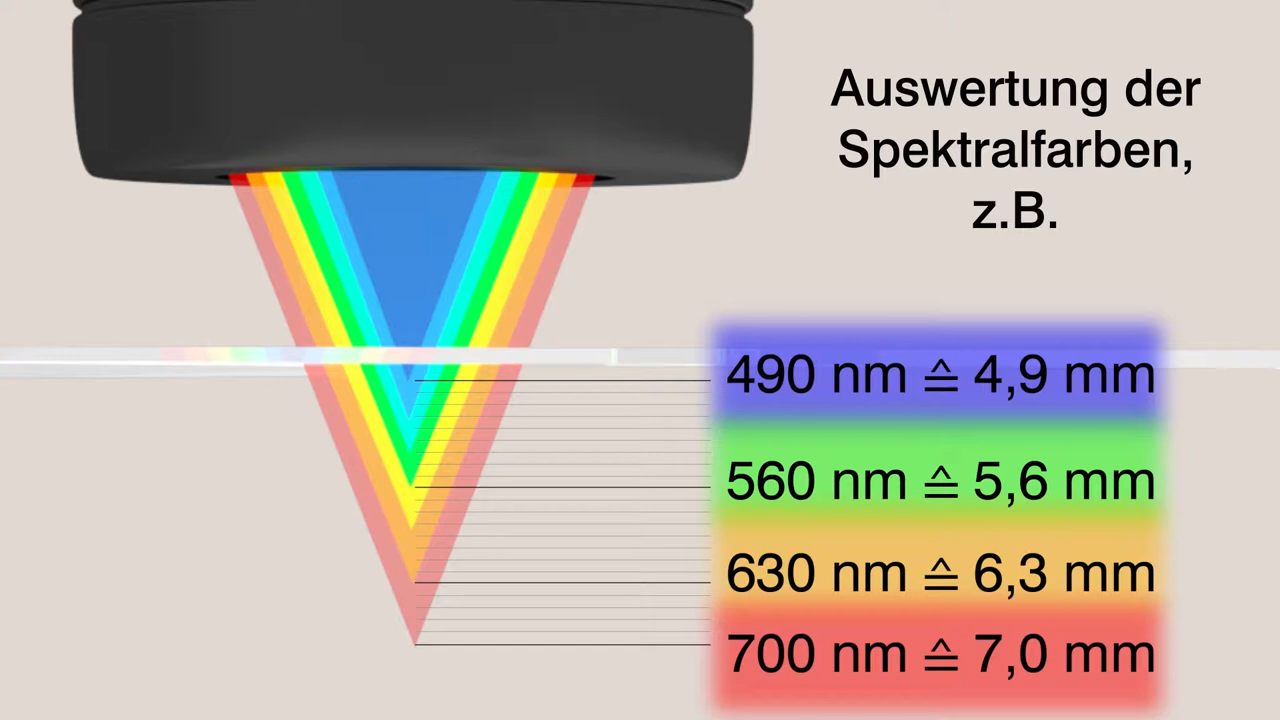 Auswertung der
Spektralfarben,
z.B.
490 nm ≙ 4,9 mm
560 nm ≙ 5,6 mm
630 nm ≙ 6,3 mm
700 nm ≙ 7,0 mm